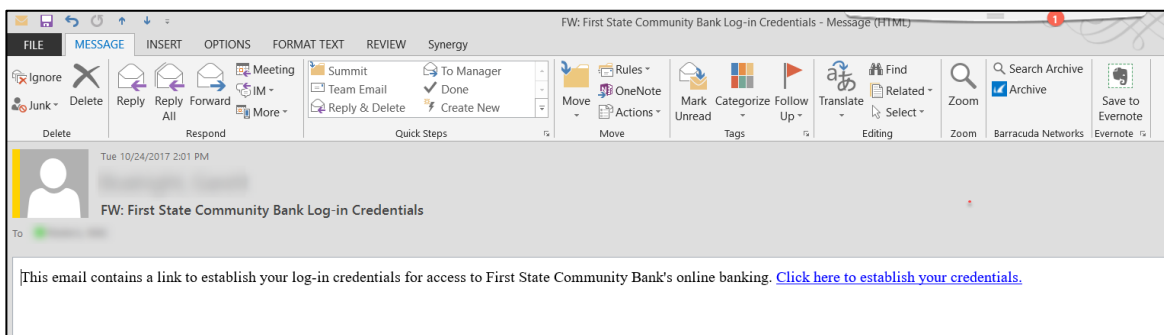 FW: First State Community Bank Log-in Credentials - Message (HTML)
1
FILE MESSAGE INSERT OPTIONS FORMAT TEXT REVIEW Synergy
Ignore
Junk
Delete
Reply
Reply All
Forward
Meeting
IM
More
Summit
Team Email
Reply & Delete
To Manager
Done
Create New
Move
Rules
OneNote
Actions
Mark Unread
Categorize
Follow Up
Translate
Find
Related
Select
Zoom
Search Archive
Archive
Save to Evernote
Delete Respond Quick Steps Move Tags Editing Zoom Barracuda Networks Evernote
Tue 10/24/2017 2:01 PM
FW: First State Community Bank Log-in Credentials
To
This email contains a link to establish your log-in credentials for access to First State Community Bank's online banking. Click here to establish your credentials.